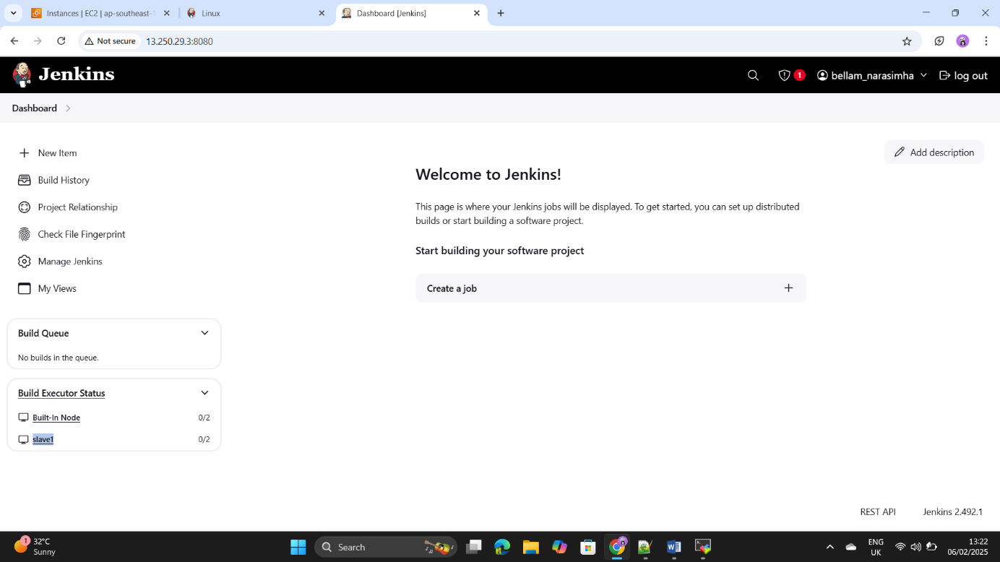 Instances | EC2 | ap-southeast-1
Linux
Dashboard [Jenkins]
Not secure
13.250.29.3:8080
Jenkins
1
bellam_narasimha
log out
Dashboard
New Item
Build History
Project Relationship
Check File Fingerprint
Manage Jenkins
My Views
Add description
Welcome to Jenkins!
This page is where your Jenkins jobs will be displayed. To get started, you can set up distributed
builds or start building a software project.
Start building your software project
Create a job
Build Queue
No builds in the queue.
Build Executor Status
Built-In Node 0/2
slave1 0/2
REST API
Jenkins 2.492.1
1
32°C
Sunny
Search
ENG
UK
13:22
06/02/2025